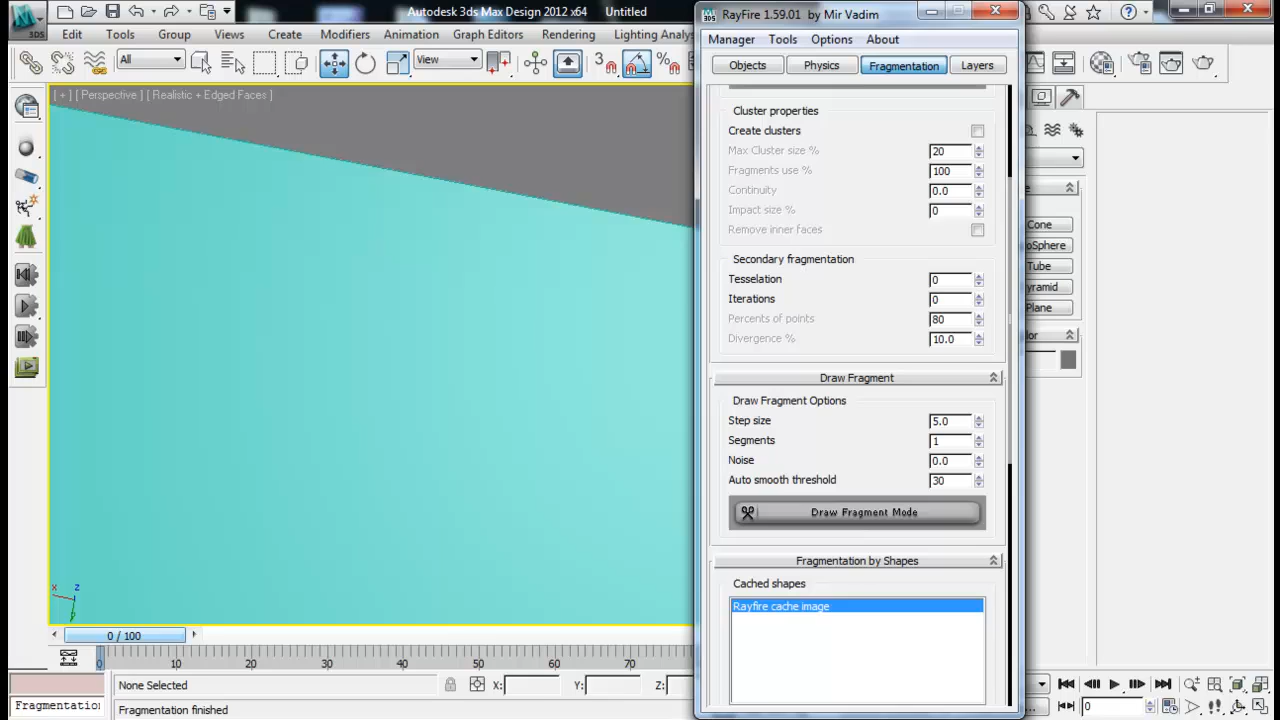 Autodesk 3ds Max Design 2012 x64 Untitled
RayFire 1.59.01 by Mir Vadim
3DS
Edit Tools Group Views Create Modifiers Animation Graph Editors Rendering Lighting Analy
Manager Tools Options About
All
View
3
Objects Physics Fragmentation Layers
[ + ] [ Perspective ] [ Realistic + Edged Faces ]
Cluster properties
Create clusters
Max Cluster size % 20
Fragments use % 100
Continuity 0.0
Impact size % 0
Remove inner faces
Secondary fragmentation
Tesselation 0
Iterations 0
Percents of points 80
Divergence % 10.0
Draw Fragment
Draw Fragment Options
Step size 5.0
Segments 1
Noise 0.0
Auto smooth threshold 30
Draw Fragment Mode
Fragmentation by Shapes
Cached shapes
Rayfire cache image
e
Cone
oSphere
Tube
yramid
Plane
lor
x z
0 / 100
0 10 20 30 40 50 60 70
None Selected X: Y: Z:
Fragmentation
Fragmentation finished
0